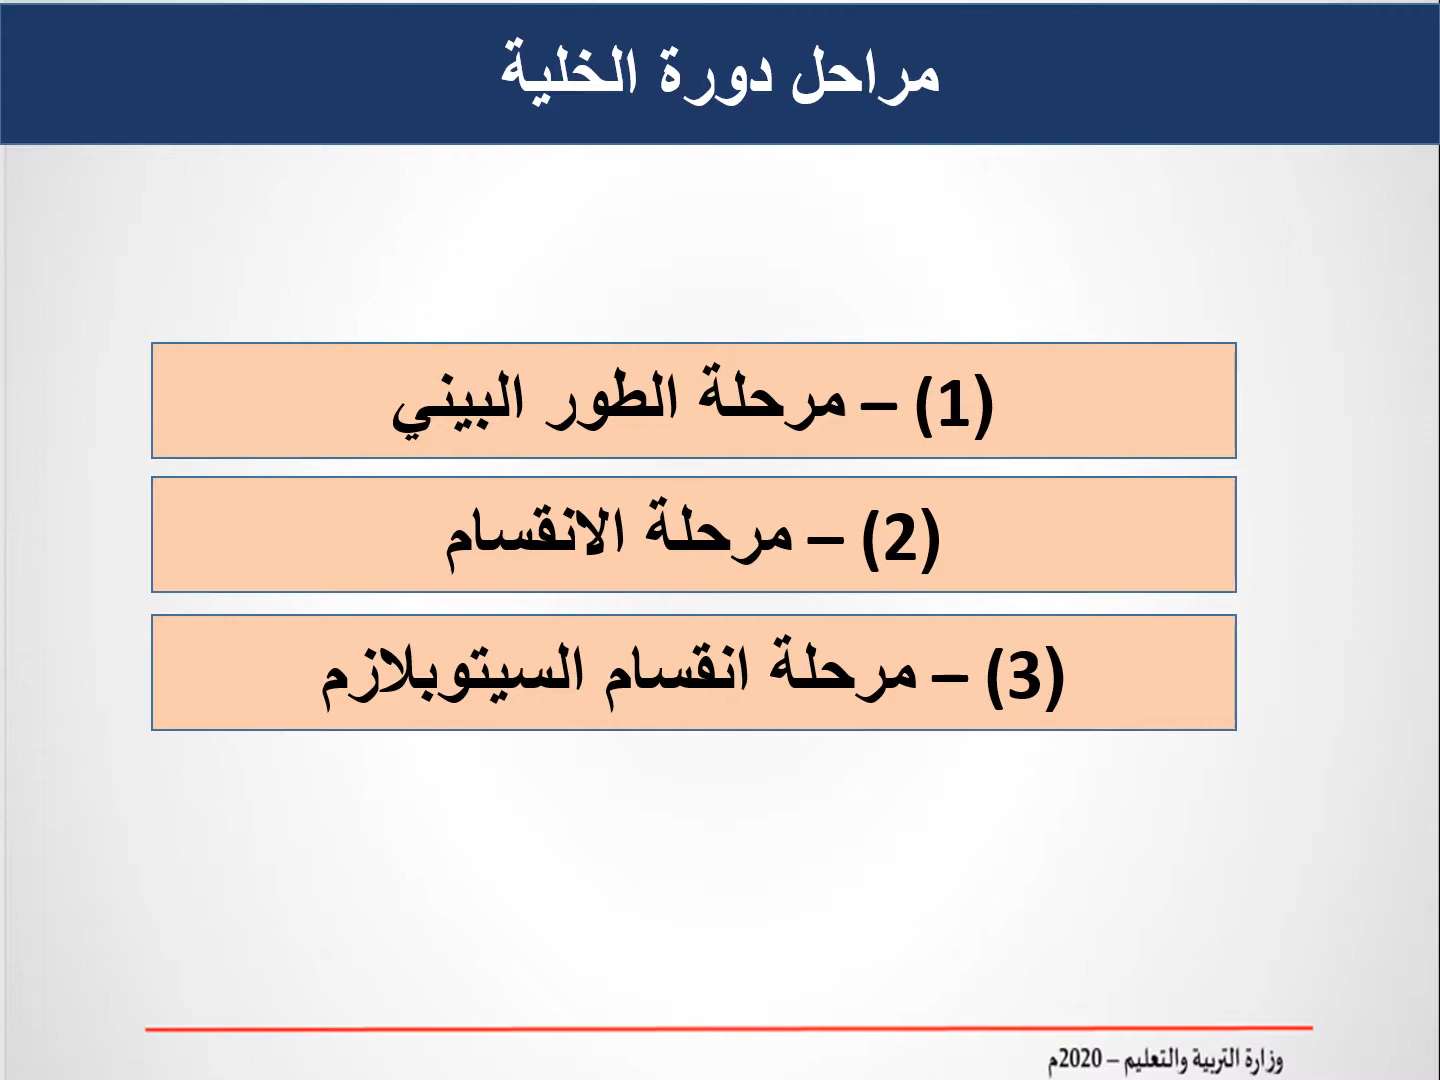 مراحل دورة الخلية
(1) – مرحلة الطور البيني
(2) – مرحلة الانقسام
(3) – مرحلة انقسام السيتوبلازم
وزارة التربية والتعليم – 2020م